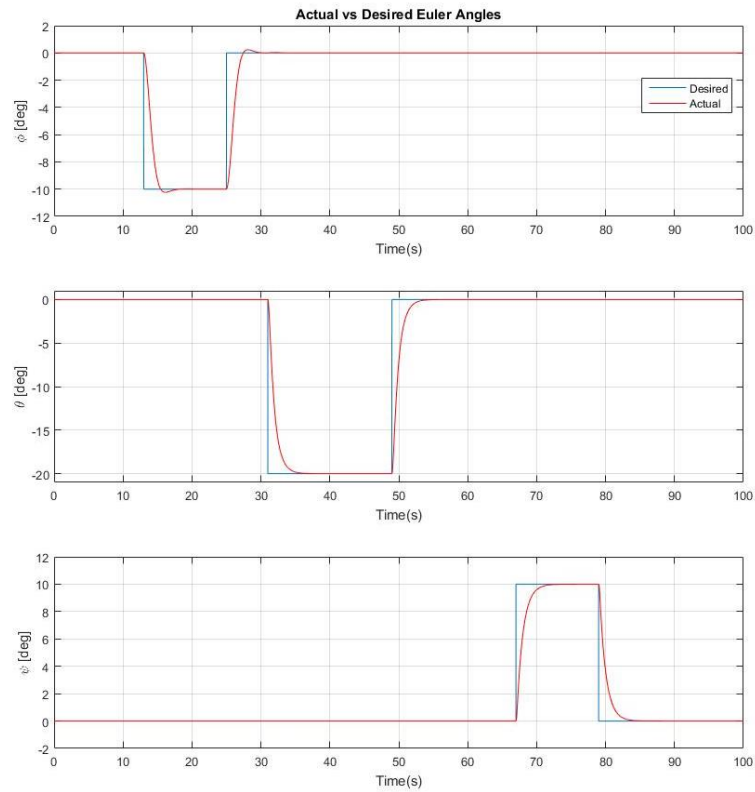 Actual vs Desired Euler Angles
2
0
-2
-4
-6
-8
-10
-12
ϕ [deg]
Desired
Actual
0 10 20 30 40 50 60 70 80 90 100
Time(s)
0
-5
-10
-15
-20
θ [deg]
0 10 20 30 40 50 60 70 80 90 100
Time(s)
12
10
8
6
4
2
0
-2
ψ [deg]
0 10 20 30 40 50 60 70 80 90 100
Time(s)